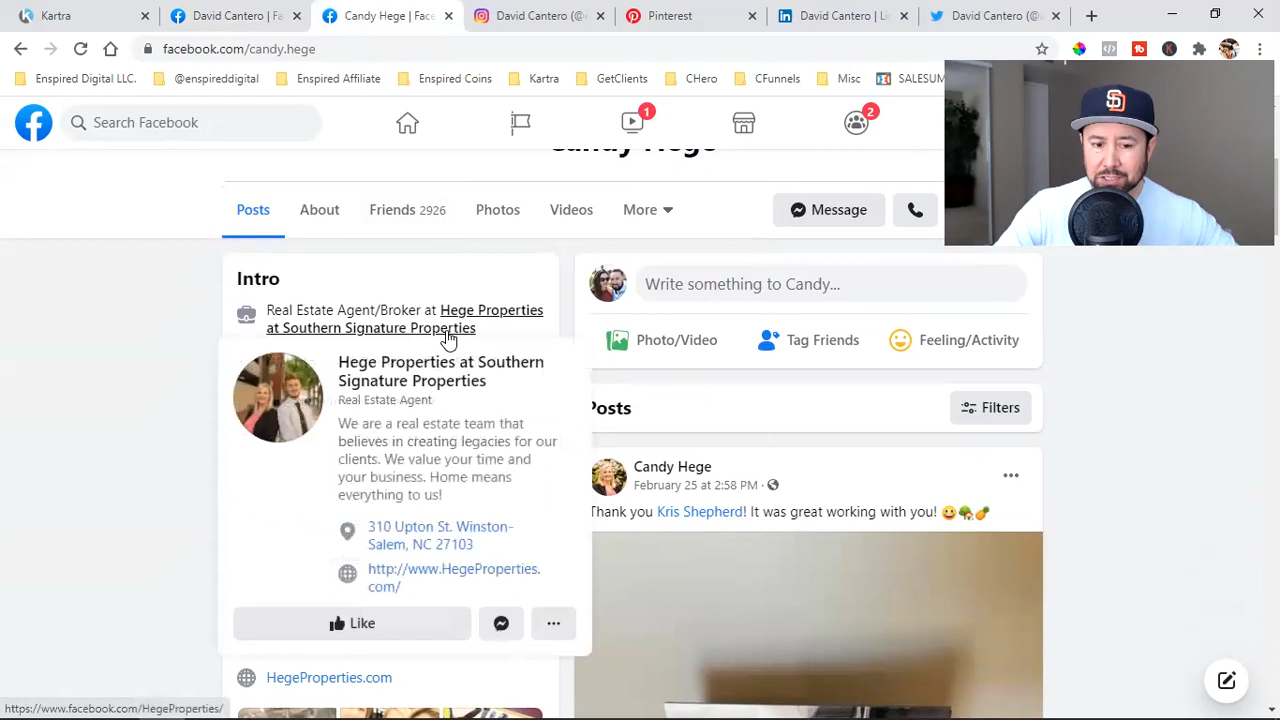 Kartra
David Cantero | Fa
Candy Hege | Face
David Cantero (@
Pinterest
David Cantero | Lin
David Cantero (@s
facebook.com/candy.hege
Enspired Digital LLC.
@enspireddigital
Enspired Affiliate
Enspired Coins
Kartra
GetClients
CHero
CFunnels
Misc
SALESUM
Search Facebook
1
2
Candy Hege
Posts
About
Friends 2926
Photos
Videos
More
Message
Intro
Real Estate Agent/Broker at Hege Properties
at Southern Signature Properties
Hege Properties at Southern
Signature Properties
Real Estate Agent
We are a real estate team that
believes in creating legacies for our
clients. We value your time and
your business. Home means
everything to us!
310 Upton St. Winston-
Salem, NC 27103
http://www.HegeProperties.
com/
Like
HegeProperties.com
Write something to Candy...
Photo/Video
Tag Friends
Feeling/Activity
Posts
Filters
Candy Hege
February 25 at 2:58 PM ·
Thank you Kris Shepherd! It was great working with you! 😀🏡🍍
SD
https://www.facebook.com/HegeProperties/